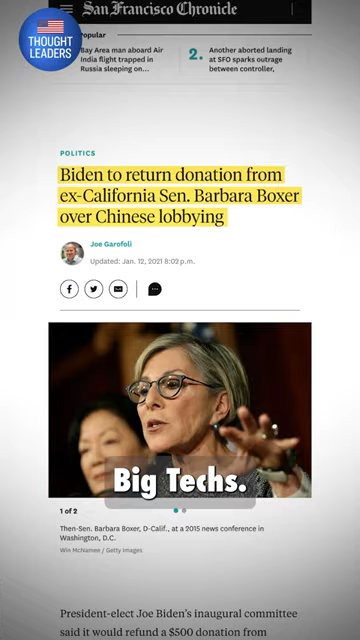 San Francisco Chronicle
THOUGHT
LEADERS
opular
Bay Area man aboard Air
India flight trapped in
Russia sleeping on...
2.
Another aborted landing
at SFO sparks outrage
between controller,
POLITICS
Biden to return donation from
ex-California Sen. Barbara Boxer
over Chinese lobbying
Joe Garofoli
Updated: Jan. 12, 2021 8:02 p.m.
Big Techs.
1 of 2
Then-Sen. Barbara Boxer, D-Calif., at a 2015 news conference in
Washington, D.C.
Win McNamee / Getty Images
President-elect Joe Biden's inaugural committee
said it would refund a $500 donation from